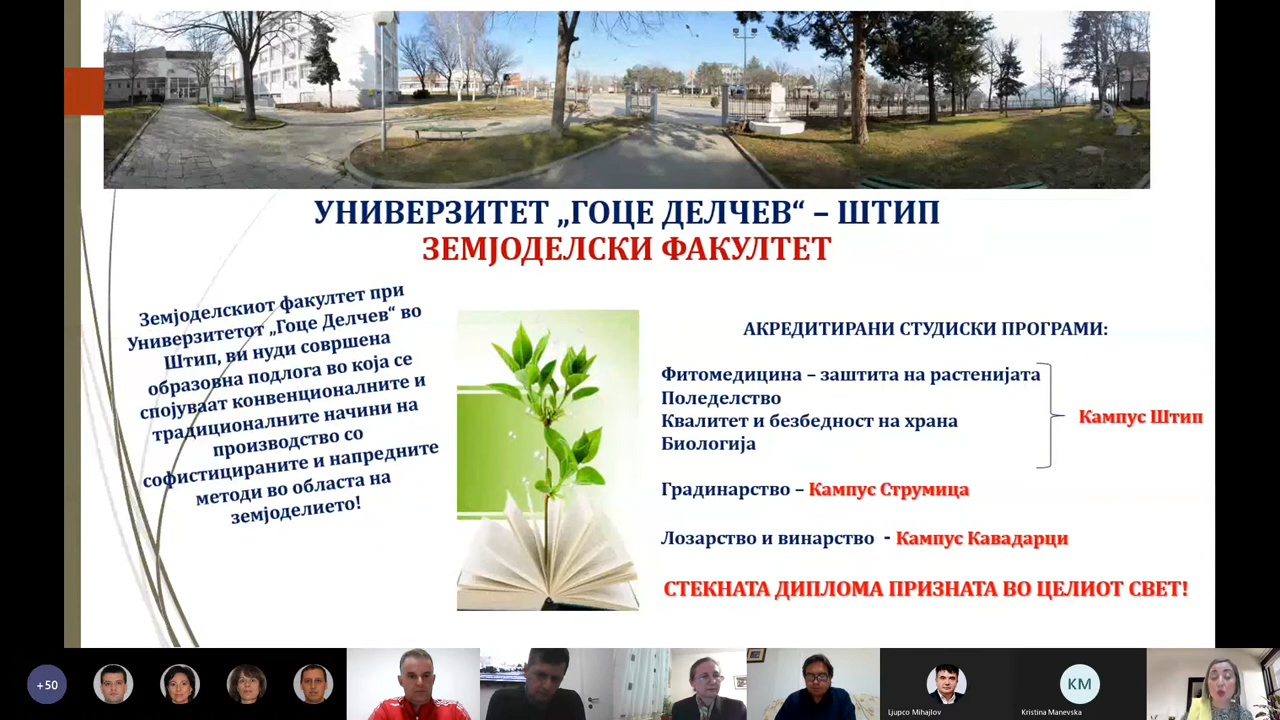 УНИВЕРЗИТЕТ „ГОЦЕ ДЕЛЧЕВ“ – ШТИП
ЗЕМЈОДЕЛСКИ ФАКУЛТЕТ
Земјоделскиот факултет при
Универзитетот „Гоце Делчев“ во
Штип, ви нуди совршена
образовна подлога во која се
спојуваат конвенционалните и
традиционалните начини на
производство со
софистицираните и напредните
методи во областа на
земјоделието!
АКРЕДИТИРАНИ СТУДИСКИ ПРОГРАМИ:
Фитомедицина – заштита на растенијата
Поледелство
Квалитет и безбедност на храна
Биологија
Кампус Штип
Градинарство – Кампус Струмица
Лозарство и винарство - Кампус Кавадарци
СТЕКНАТА ДИПЛОМА ПРИЗНАТА ВО ЦЕЛИОТ СВЕТ!
+50
Ljupco Mihajlov
KM
Kristina Manevska